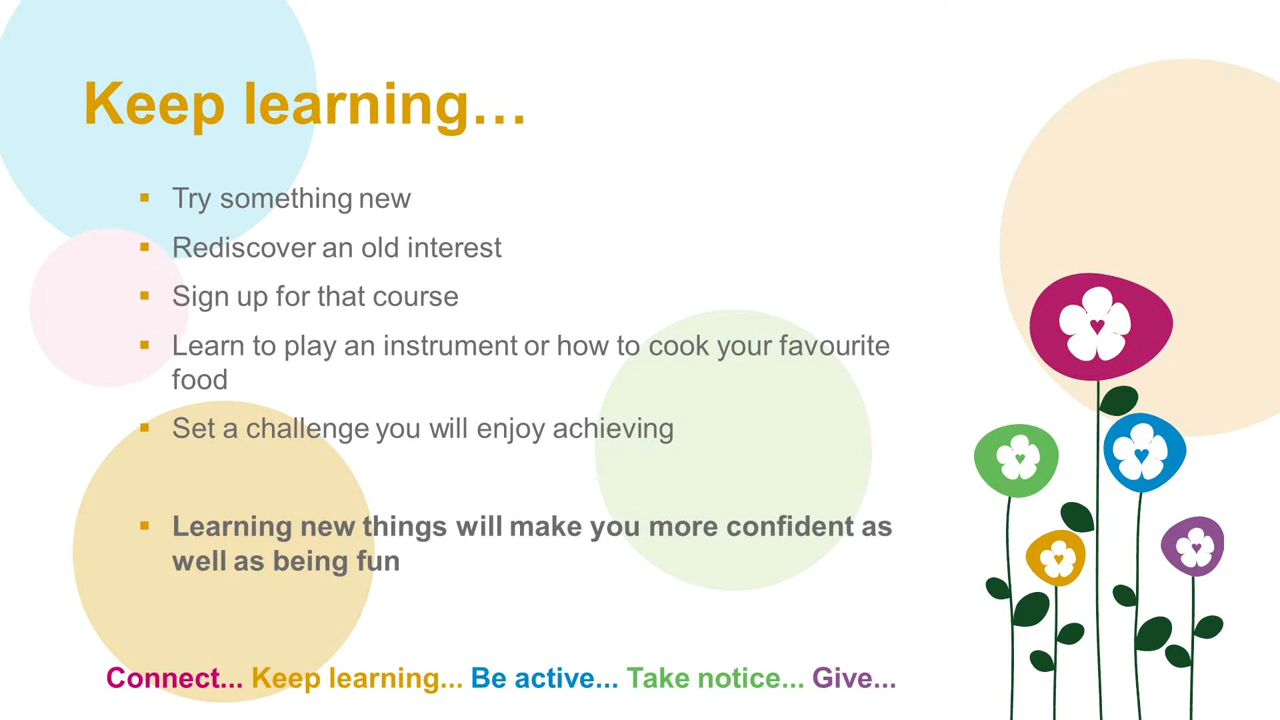 Keep learning…
▪ Try something new
▪ Rediscover an old interest
▪ Sign up for that course
▪ Learn to play an instrument or how to cook your favourite
food
▪ Set a challenge you will enjoy achieving
▪ Learning new things will make you more confident as
well as being fun
Connect... Keep learning... Be active... Take notice... Give...